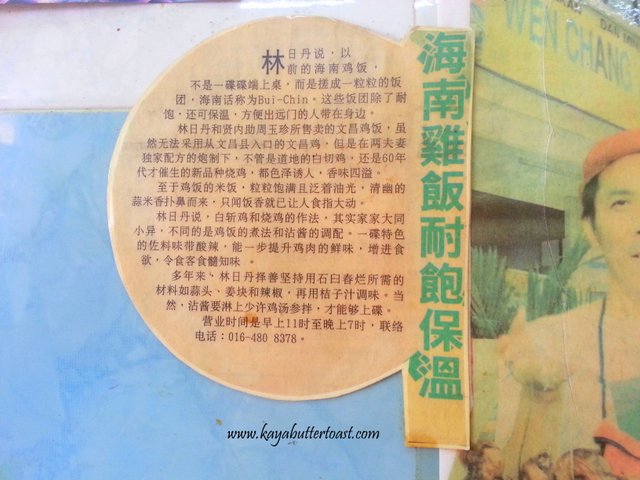 海南雞飯耐飽保溫
林日丹说，以
前的海南鸡饭，
不是一碟碟端上桌，而是搓成一粒粒的饭
团，海南话称为Bui-Chin。这些饭团除了耐
饱，还可保温，方便出远门的人带在身边。
林日丹和贤内助周玉珍所售卖的文昌鸡饭，虽
然无法采用从文昌县入口的文昌鸡，但是在两夫妻
独家配方的炮制下，不管是道地的白切鸡，还是60年
代才催生的新品种烧鸡，都色泽诱人，香味四溢。
至于鸡饭的米饭，粒粒饱满且泛着油光，清幽的
蒜米香扑鼻而来，只闻饭香就已让人食指大动。
林日丹说，白斩鸡和烧鸡的作法，其实家家大同
小异，不同的是鸡饭的煮法和沾酱的调配。一碟特色
的佐料味带酸辣，能一步提升鸡肉的鲜味，增进食
欲，令食客食髓知味。
多年来，林日丹择善坚持用石臼舂烂所需的
材料如蒜头、姜块和辣椒，再用桔子汁调味。当
然，沾酱要淋上少许鸡汤参拌，才能够上碟。
营业时间是早上11时至晚上7时，联络
电话：016-480 8378。
WEN CHANG
www.kayabuttertoast.com